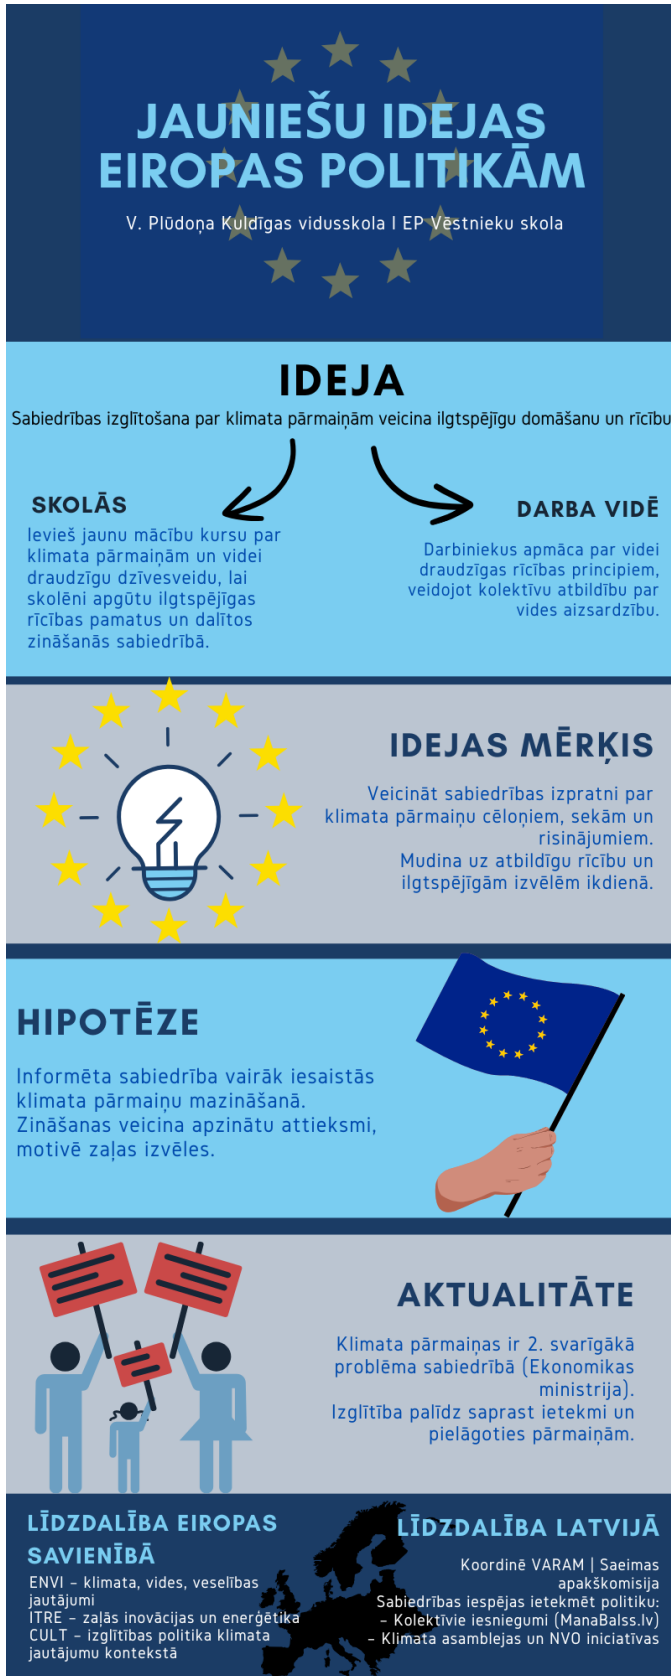 JAUNIEŠU IDEJAS
EIROPAS POLITIKĀM
V. Plūdoņa Kuldīgas vidusskola I EP Vēstnieku skola
IDEJA
Sabiedrības izglītošana par klimata pārmaiņām veicina ilgtspējīgu domāšanu un rīcību
SKOLĀS
Ievieš jaunu mācību kursu par
klimata pārmaiņām un videi
draudzīgu dzīvesveidu, lai
skolēni apgūtu ilgtspējīgas
rīcības pamatus un dalītos
zināšanās sabiedrībā.
DARBA VIDĒ
Darbiniekus apmāca par videi
draudzīgas rīcības principiem,
veidojot kolektīvu atbildību par
vides aizsardzību.
IDEJAS MĒRĶIS
Veicināt sabiedrības izpratni par
klimata pārmaiņu cēloņiem, sekām un
risinājumiem.
Mudina uz atbildīgu rīcību un
ilgtspējīgām izvēlēm ikdienā.
HIPOTĒZE
Informēta sabiedrība vairāk iesaistās
klimata pārmaiņu mazināšanā.
Zināšanas veicina apzinātu attieksmi,
motivē zaļas izvēles.
AKTUALITĀTE
Klimata pārmaiņas ir 2. svarīgākā
problēma sabiedrībā (Ekonomikas
ministrija).
Izglītība palīdz saprast ietekmi un
pielāgoties pārmaiņām.
LĪDZDALĪBA EIROPAS
SAVIENĪBĀ
ENVI – klimata, vides, veselības
jautājumi
ITRE – zaļās inovācijas un enerģētika
CULT – izglītības politika klimata
jautājumu kontekstā
LĪDZDALĪBA LATVIJĀ
Koordinē VARAM | Saeimas
apakškomisija
Sabiedrības iespējas ietekmēt politiku:
– Kolektīvie iesniegumi (ManaBalss.lv)
– Klimata asamblejas un NVO iniciatīvas